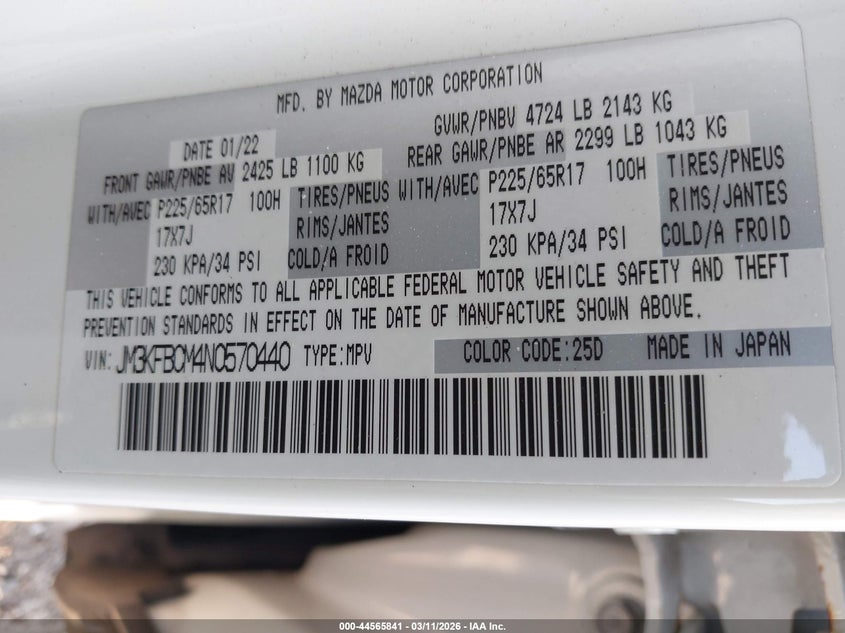 MFD. BY MAZDA MOTOR CORPORATION
DATE 01/22 GVWR/PNBV 4724 LB 2143 KG
FRONT GAWR/PNBE AV 2425 LB 1100 KG REAR GAWR/PNBE AR 2299 LB 1043 KG
WITH/AVEC P225/65R17 100H TIRES/PNEUS WITH/AVEC P225/65R17 100H TIRES/PNEUS
17X7J RIMS/JANTES 17X7J RIMS/JANTES
230 KPA/34 PSI COLD/A FROID 230 KPA/34 PSI COLD/A FROID
THIS VEHICLE CONFORMS TO ALL APPLICABLE FEDERAL MOTOR VEHICLE SAFETY AND THEFT
PREVENTION STANDARDS IN EFFECT ON THE DATE OF MANUFACTURE SHOWN ABOVE.
VIN: JM3KFBCM4N0570440 TYPE:MPV COLOR CODE:25D MADE IN JAPAN
000-44565841 - 03/11/2026 - IAA Inc.